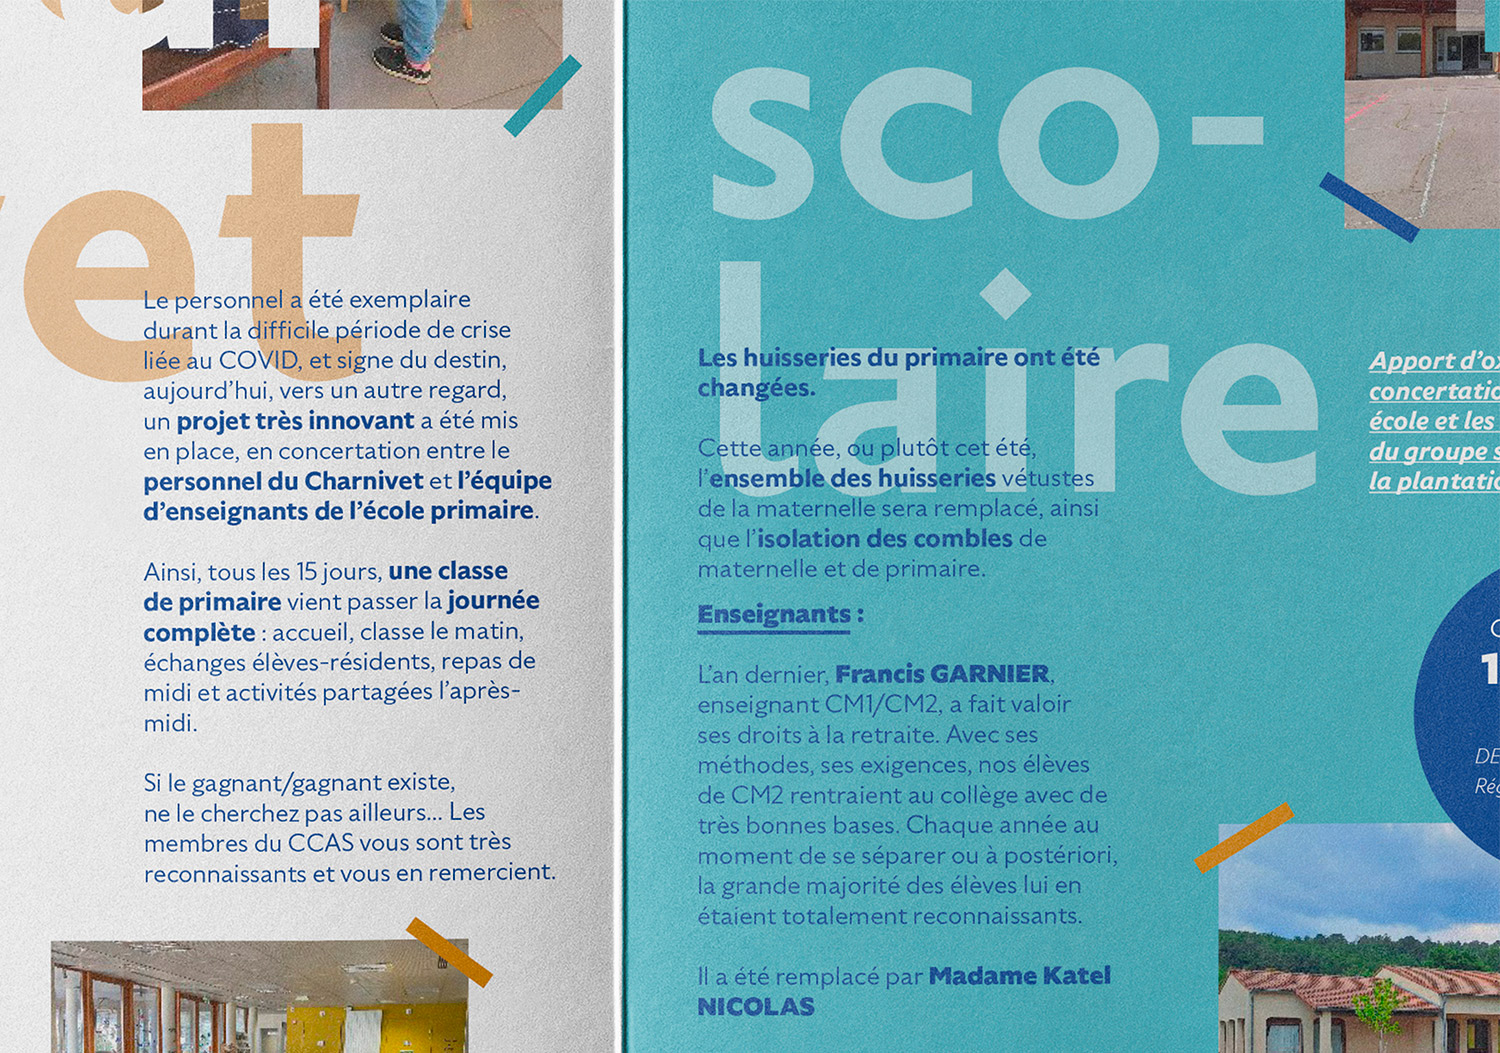 et
Le personnel a été exemplaire
durant la difficile période de crise
liée au COVID, et signe du destin,
aujourd’hui, vers un autre regard,
un projet très innovant a été mis
en place, en concertation entre le
personnel du Charnivet et l’équipe
d’enseignants de l’école primaire.
Ainsi, tous les 15 jours, une classe
de primaire vient passer la journée
complète : accueil, classe le matin,
échanges élèves-résidents, repas de
midi et activités partagées l’après-
midi.
Si le gagnant/gagnant existe,
ne le cherchez pas ailleurs... Les
membres du CCAS vous sont très
reconnaissants et vous en remercient.
sco-
laire
Les huisseries du primaire ont été
changées.
Cette année, ou plutôt cet été,
l’ensemble des huisseries vétustes
de la maternelle sera remplacé, ainsi
que l’isolation des combles de
maternelle et de primaire.
Enseignants :
L’an dernier, Francis GARNIER,
enseignant CM1/CM2, a fait valoir
ses droits à la retraite. Avec ses
méthodes, ses exigences, nos élèves
de CM2 rentraient au collège avec de
très bonnes bases. Chaque année au
moment de se séparer ou à postériori,
la grande majorité des élèves lui en
étaient totalement reconnaissants.
Il a été remplacé par Madame Katel
NICOLAS
Apport d’
école et les
du groupe
la